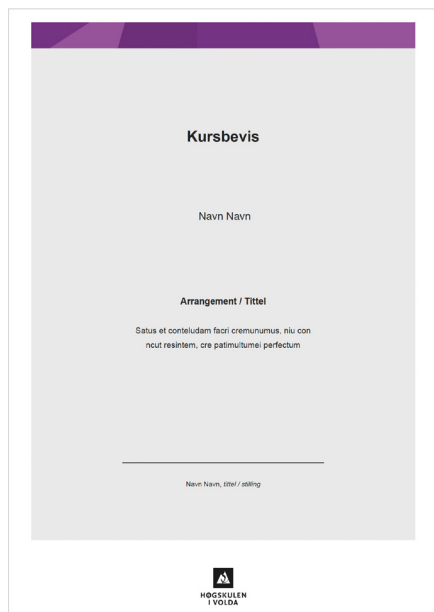 Kursbevis
Navn Navn
Arrangement / Tittel
Satus et conteludam facri cremunumus, niu con
ncut resintem, cre patimultumei perfectum
Navn Navn, tittel / stilling
HØGSKULEN
I VOLDA